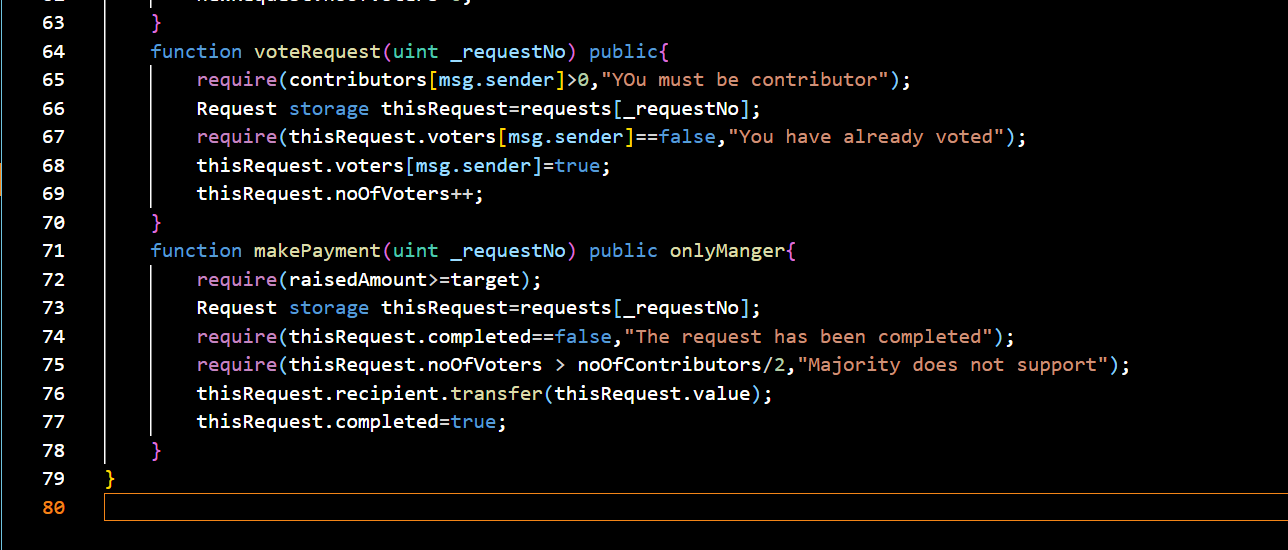 63 }
64 function voteRequest(uint _requestNo) public{
65 require(contributors[msg.sender]>0,"YOu must be contributor");
66 Request storage thisRequest=requests[_requestNo];
67 require(thisRequest.voters[msg.sender]==false,"You have already voted");
68 thisRequest.voters[msg.sender]=true;
69 thisRequest.noOfVoters++;
70 }
71 function makePayment(uint _requestNo) public onlyManger{
72 require(raisedAmount>=target);
73 Request storage thisRequest=requests[_requestNo];
74 require(thisRequest.completed==false,"The request has been completed");
75 require(thisRequest.noOfVoters > noOfContributors/2,"Majority does not support");
76 thisRequest.recipient.transfer(thisRequest.value);
77 thisRequest.completed=true;
78 }
79 }
80